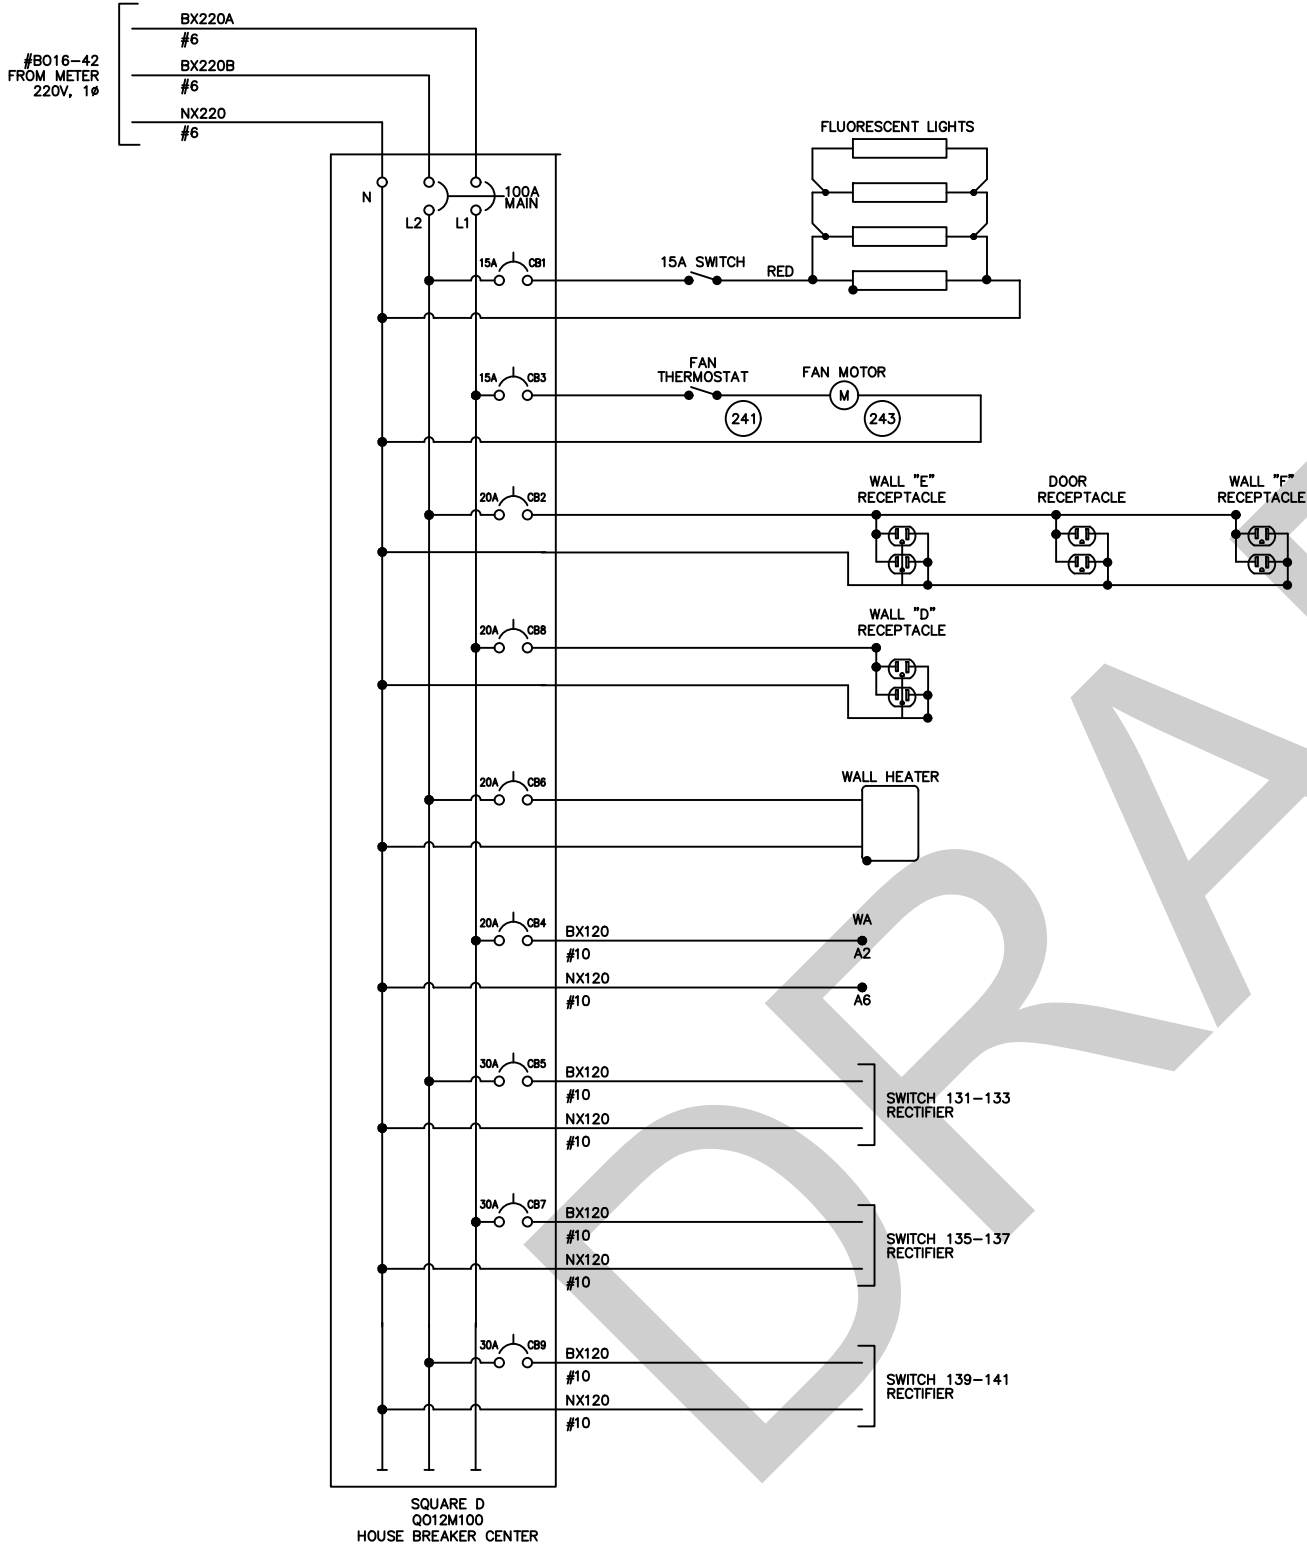 BX220A
#6
#BO16-42
FROM METER
220V, 1ø
BX220B
#6
NX220
#6
N
L2
L1
100A
MAIN
FLUORESCENT LIGHTS
15A
CB1
15A SWITCH
RED
15A
CB3
FAN
THERMOSTAT
241
FAN MOTOR
M
243
20A
CB2
WALL "E"
RECEPTACLE
DOOR
RECEPTACLE
WALL "F"
RECEPTACLE
20A
CB8
WALL "D"
RECEPTACLE
20A
CB6
WALL HEATER
20A
CB4
BX120
#10
NX120
#10
WA
A2
A6
30A
CB5
BX120
#10
NX120
#10
SWITCH 131-133
RECTIFIER
30A
CB7
BX120
#10
NX120
#10
SWITCH 135-137
RECTIFIER
30A
CB9
BX120
#10
NX120
#10
SWITCH 139-141
RECTIFIER
SQUARE D
QO12M100
HOUSE BREAKER CENTER